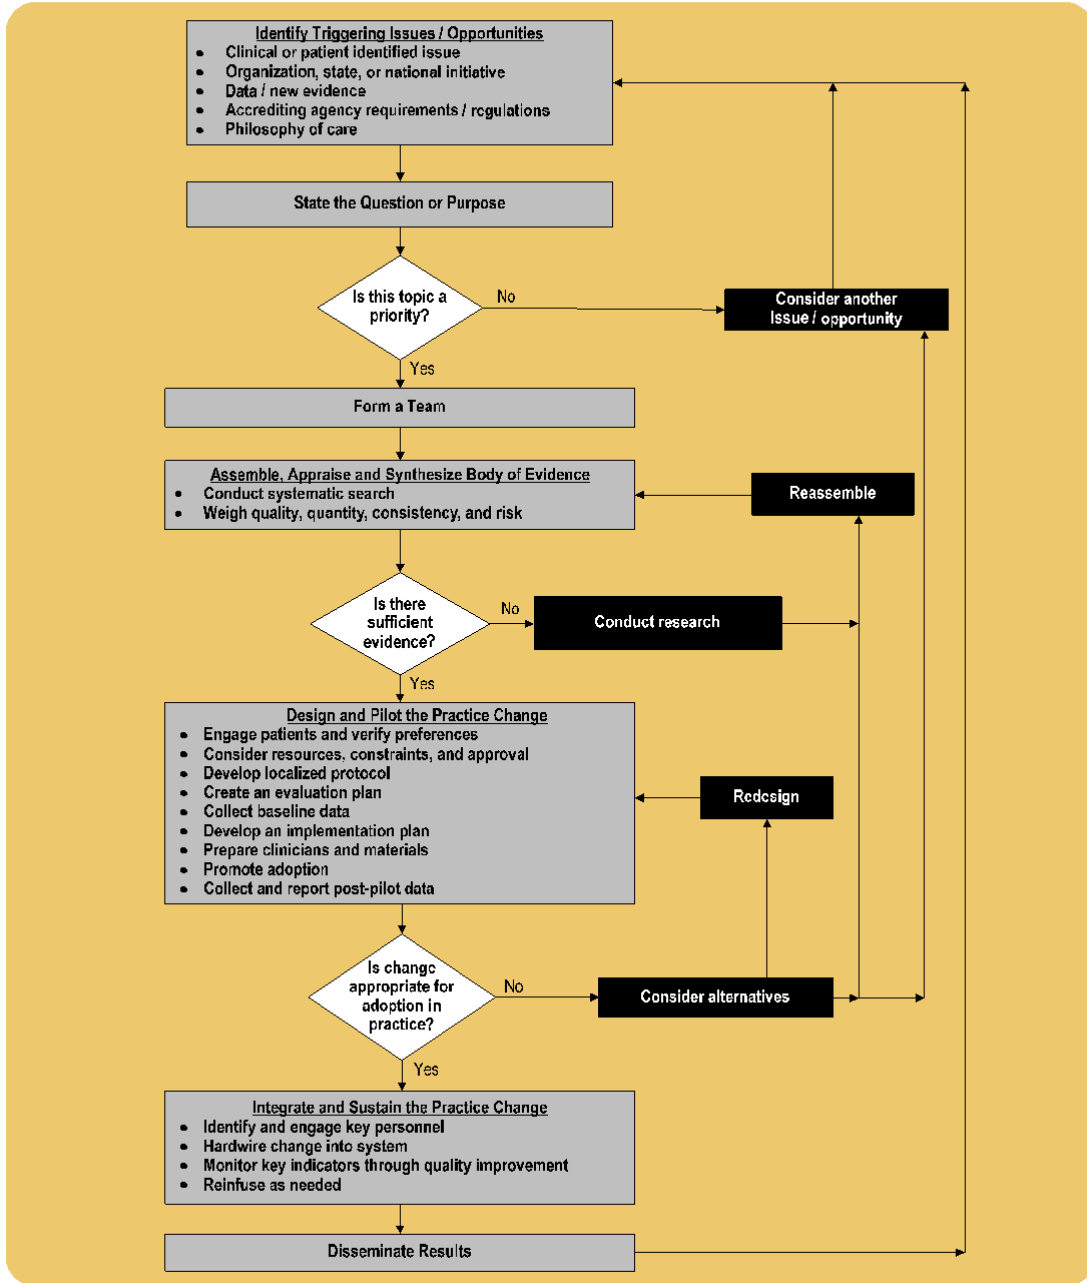 Identify Triggering Issues / Opportunities
• Clinical or patient identified issue
• Organization, state, or national initiative
• Data / new evidence
• Accrediting agency requirements / regulations
• Philosophy of care
State the Question or Purpose
Is this topic a
priority?
No
Consider another
Issue / opportunity
Yes
Form a Team
Assemble, Appraise and Synthesize Body of Evidence
• Conduct systematic search
• Weigh quality, quantity, consistency, and risk
Reassemble
Is there
sufficient
evidence?
No
Conduct research
Yes
Design and Pilot the Practice Change
• Engage patients and verify preferences
• Consider resources, constraints, and approval
• Develop localized protocol
• Create an evaluation plan
• Collect baseline data
• Develop an implementation plan
• Prepare clinicians and materials
• Promote adoption
• Collect and report post-pilot data
Redesign
Is change
appropriate for
adoption in
practice?
No
Consider alternatives
Yes
Integrate and Sustain the Practice Change
• Identify and engage key personnel
• Hardwire change into system
• Monitor key indicators through quality improvement
• Reinfuse as needed
Disseminate Results